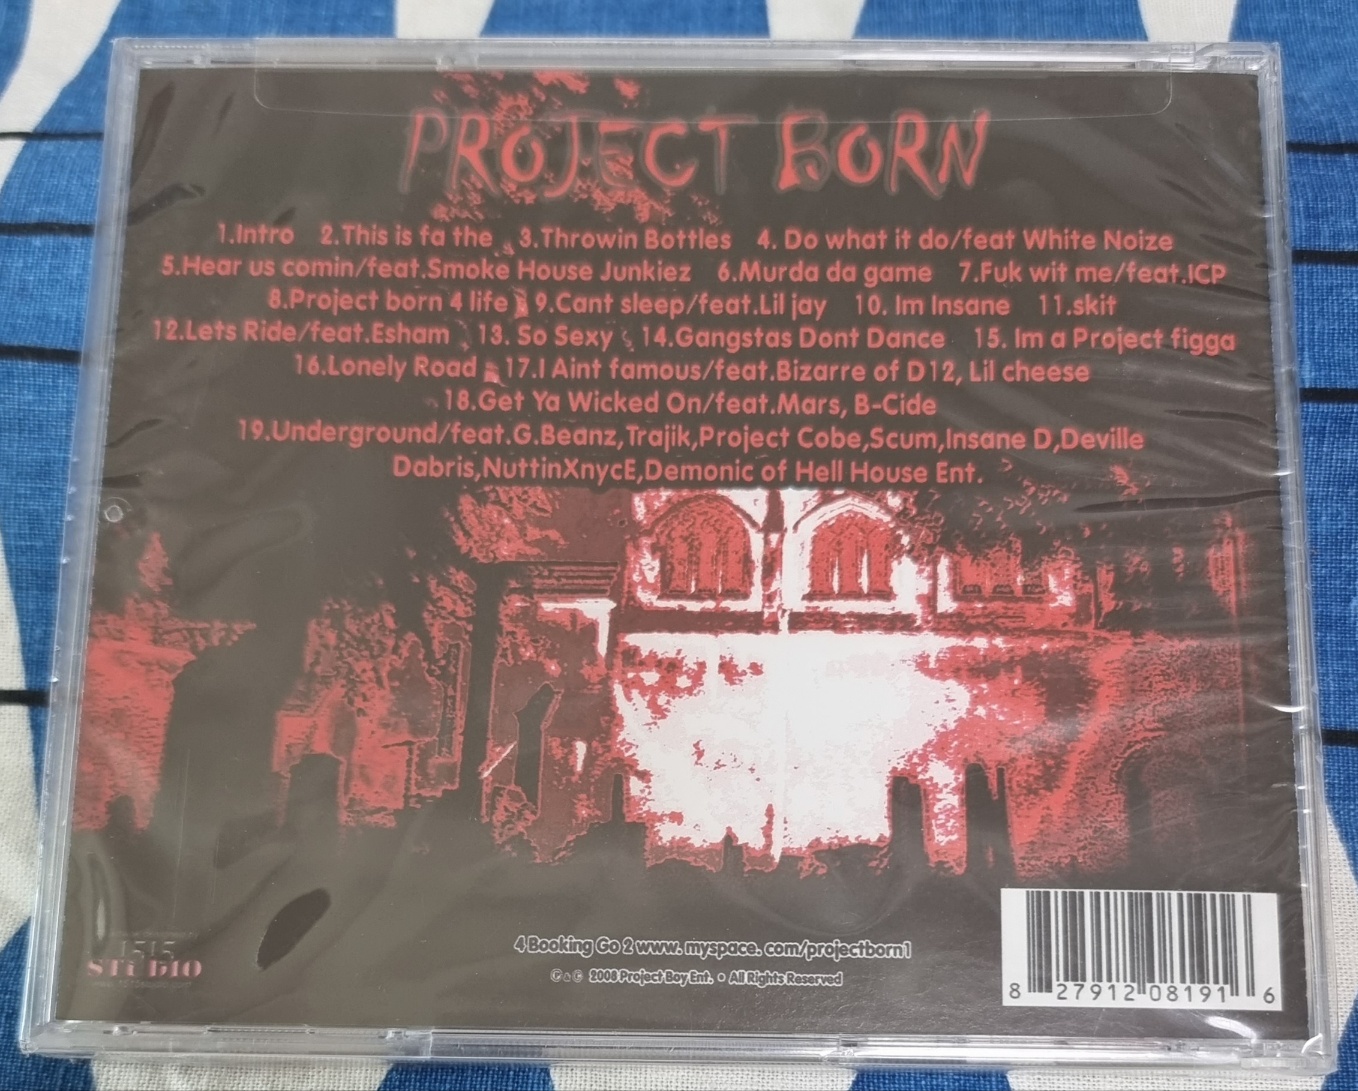 PROJECT BORN
1.Intro 2.This is fa the 3.Throwin Bottles 4. Do what it do/feat White Noize
5.Hear us comin/feat.Smoke House Junkiez 6.Murda da game 7.Fuk wit me/feat.ICP
8.Project born 4 life 9.Cant sleep/feat.Lil jay 10. Im Insane 11.skit
12.Lets Ride/feat.Esham 13. So Sexy 14.Gangstas Dont Dance 15. Im a Project figga
16.Lonely Road 17.I Aint famous/feat.Bizarre of D12, Lil cheese
18.Get Ya Wicked On/feat.Mars, B-Cide
19.Underground/feat.G.Beanz,Trajik,Project Cobe,Scum,Insane D,Deville
Dabris,NuttinXnycE,Demonic of Hell House Ent.
4 Booking Go 2 www. myspace. com/projectborn1
℗ & © 2008 Project Boy Ent. • All Rights Reserved
1515
STUDIO
8 27912 08191 6